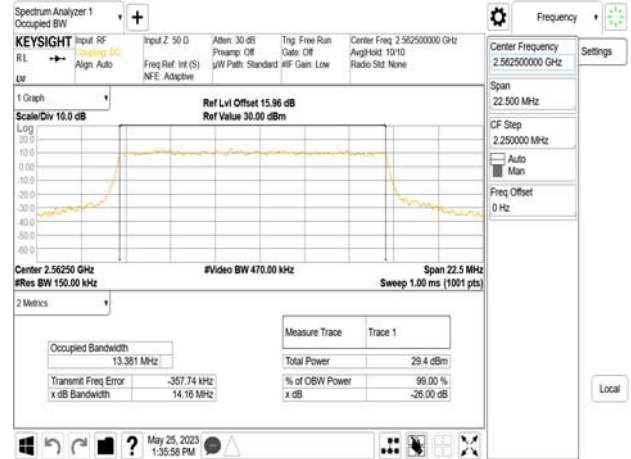 Spectrum Analyzer 1
Occupied BW
+
Frequency
KEYSIGHT
Input: RF
Coupling: DC
Align: Auto
Input Z: 50 Ω
Freq Ref: Int (S)
NFE: Adaptive
Atten: 30 dB
Preamp: Off
µW Path: Standard
Trig: Free Run
Gate: Off
#IF Gain: Low
Center Freq: 2.562500000 GHz
Avg|Hold: 10/10
Radio Std: None
RL
LVI
Center Frequency
2.562500000 GHz
Settings
Span
22.500 MHz
CF Step
2.250000 MHz
Auto
Man
Freq Offset
0 Hz
Local
1 Graph
Scale/Div 10.0 dB
Ref Lvl Offset 15.96 dB
Ref Value 30.00 dBm
Log
20.0
10.0
0.00
-10.0
-20.0
-30.0
-40.0
-50.0
-60.0
Center 2.56250 GHz
#Video BW 470.00 kHz
Span 22.5 MHz
#Res BW 150.00 kHz
Sweep 1.00 ms (1001 pts)
2 Metrics
Measure Trace
Trace 1
Occupied Bandwidth
13.381 MHz
Total Power
29.4 dBm
Transmit Freq Error
-357.74 kHz
% of OBW Power
99.00 %
x dB Bandwidth
14.16 MHz
x dB
-26.00 dB
?
May 25, 2023
1:35:58 PM